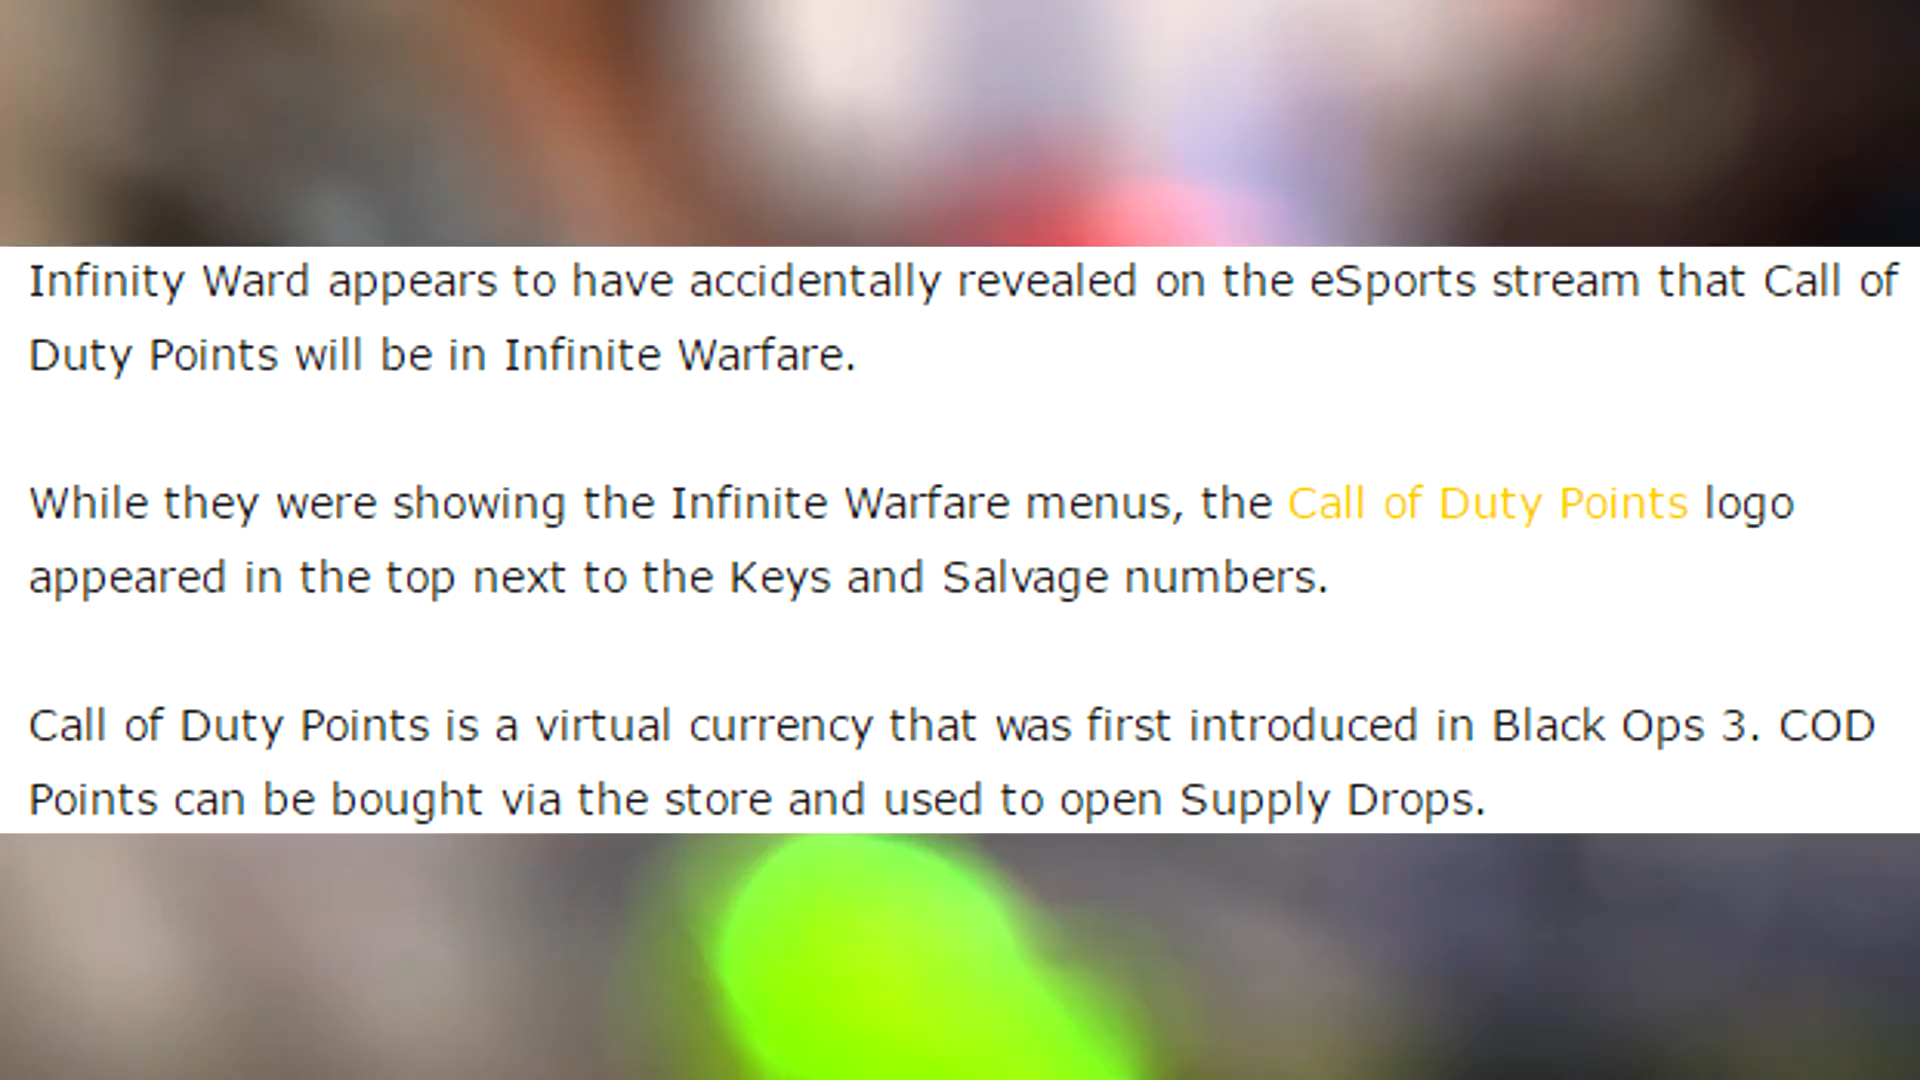 Infinity Ward appears to have accidentally revealed on the eSports stream that Call of
Duty Points will be in Infinite Warfare.
While they were showing the Infinite Warfare menus, the Call of Duty Points logo
appeared in the top next to the Keys and Salvage numbers.
Call of Duty Points is a virtual currency that was first introduced in Black Ops 3. COD
Points can be bought via the store and used to open Supply Drops.